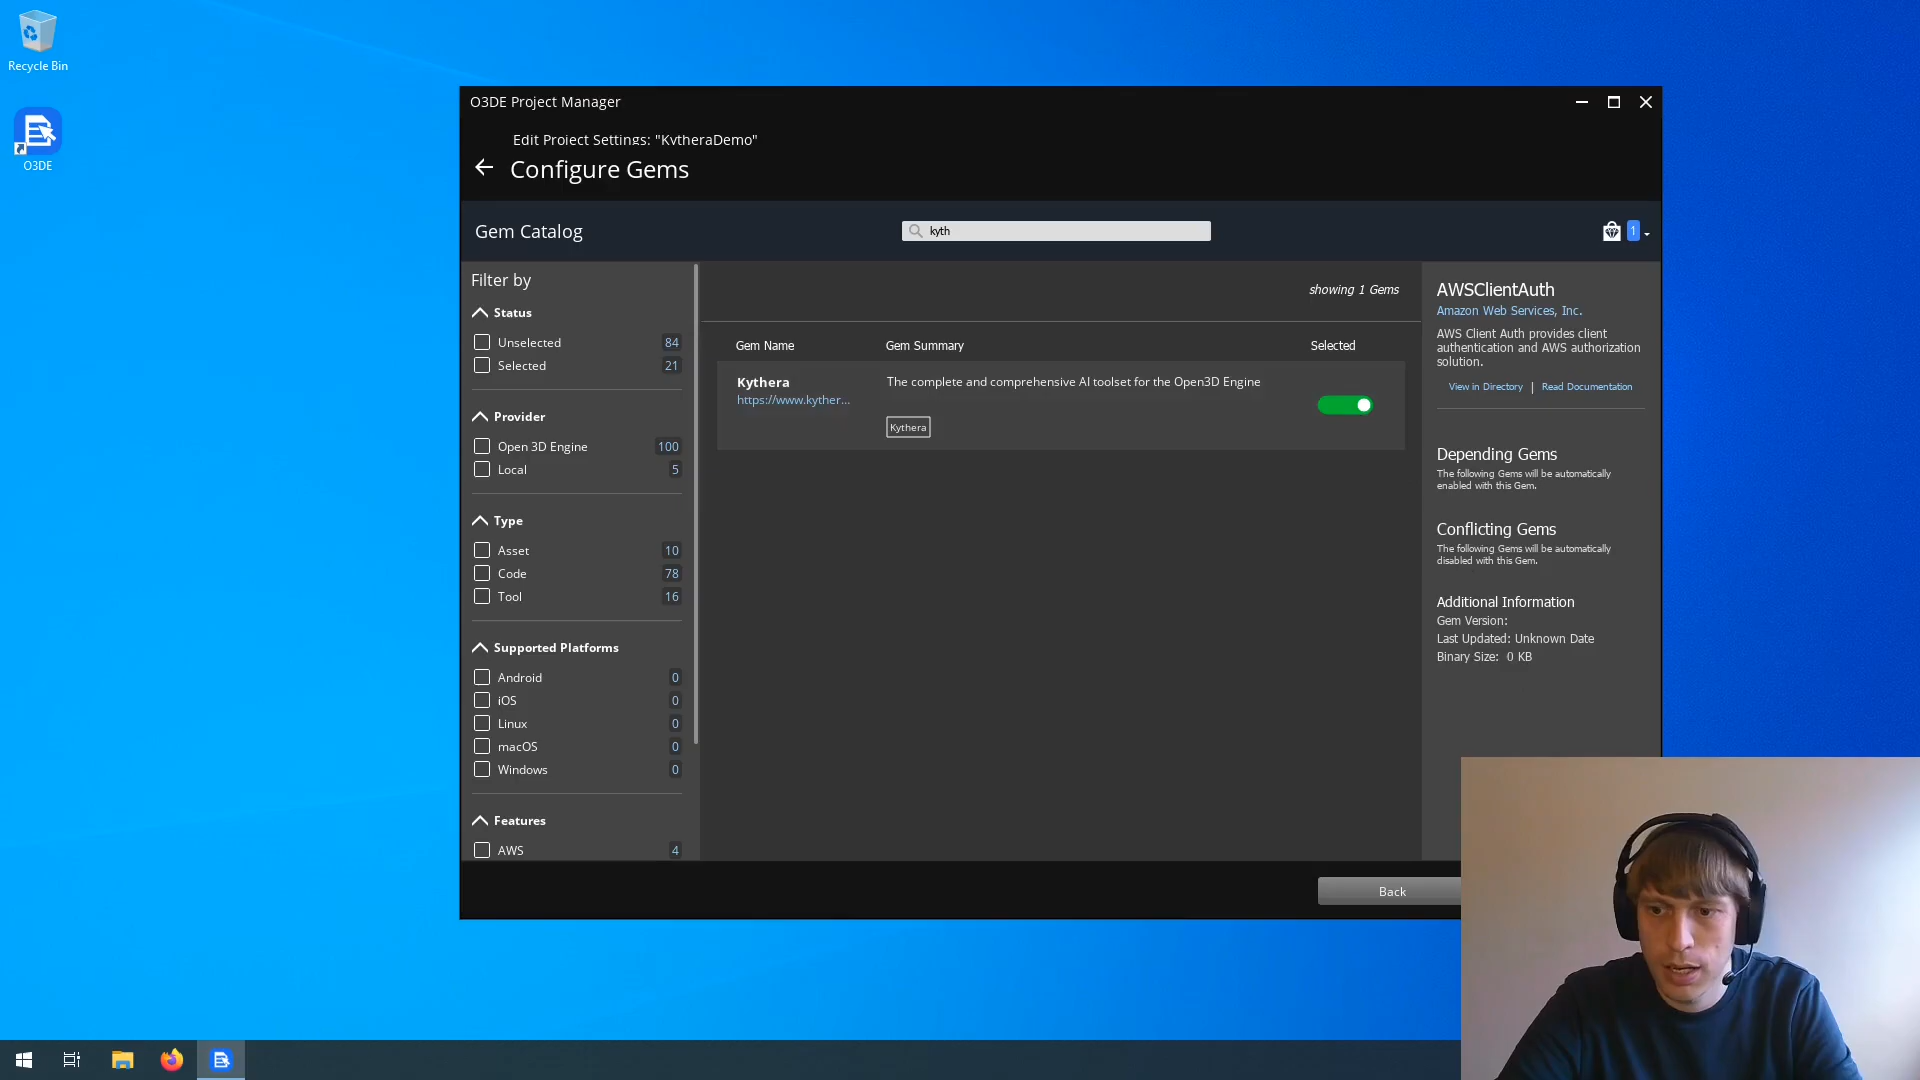 Recycle Bin
O3DE
O3DE Project Manager
Edit Project Settings: "KytheraDemo"
Configure Gems
Gem Catalog
kyth
1
Filter by
Status
Unselected 84
Selected 21
Provider
Open 3D Engine 100
Local 5
Type
Asset 10
Code 78
Tool 16
Supported Platforms
Android 0
iOS 0
Linux 0
macOS 0
Windows 0
Features
AWS 4
showing 1 Gems
Gem Name Gem Summary Selected
Kythera The complete and comprehensive AI toolset for the Open3D Engine
https://www.kyther...
Kythera
AWSClientAuth
Amazon Web Services, Inc.
AWS Client Auth provides client
authentication and AWS authorization
solution.
View in Directory | Read Documentation
Depending Gems
The following Gems will be automatically
enabled with this Gem.
Conflicting Gems
The following Gems will be automatically
disabled with this Gem.
Additional Information
Gem Version:
Last Updated: Unknown Date
Binary Size: 0 KB
Back